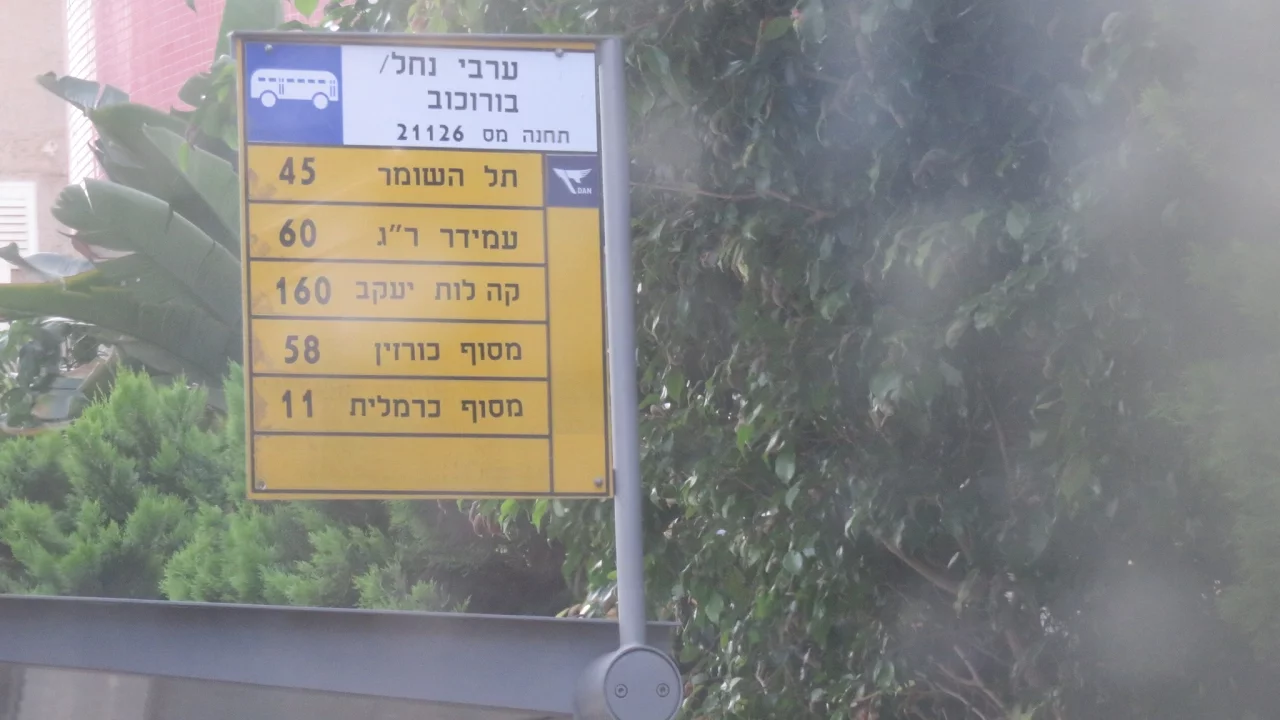 ערבי נחל/
בורוכוב
תחנה מס 21126
DAN
תל השומר 45
עמידר ר"ג 60
קה לות יעקב 160
מסוף כורזין 58
מסוף כרמלית 11